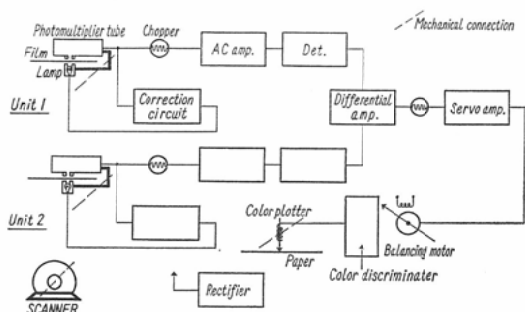 Photomultiplier tube
Chopper
Mechanical connection
Film
AC amp.
Det.
Lamp
Unit 1
Correction
circuit
Differential
amp.
Servo amp.
Unit 2
Color plotter
Balancing motor
Paper
Color discriminater
Rectifier
SCANNER